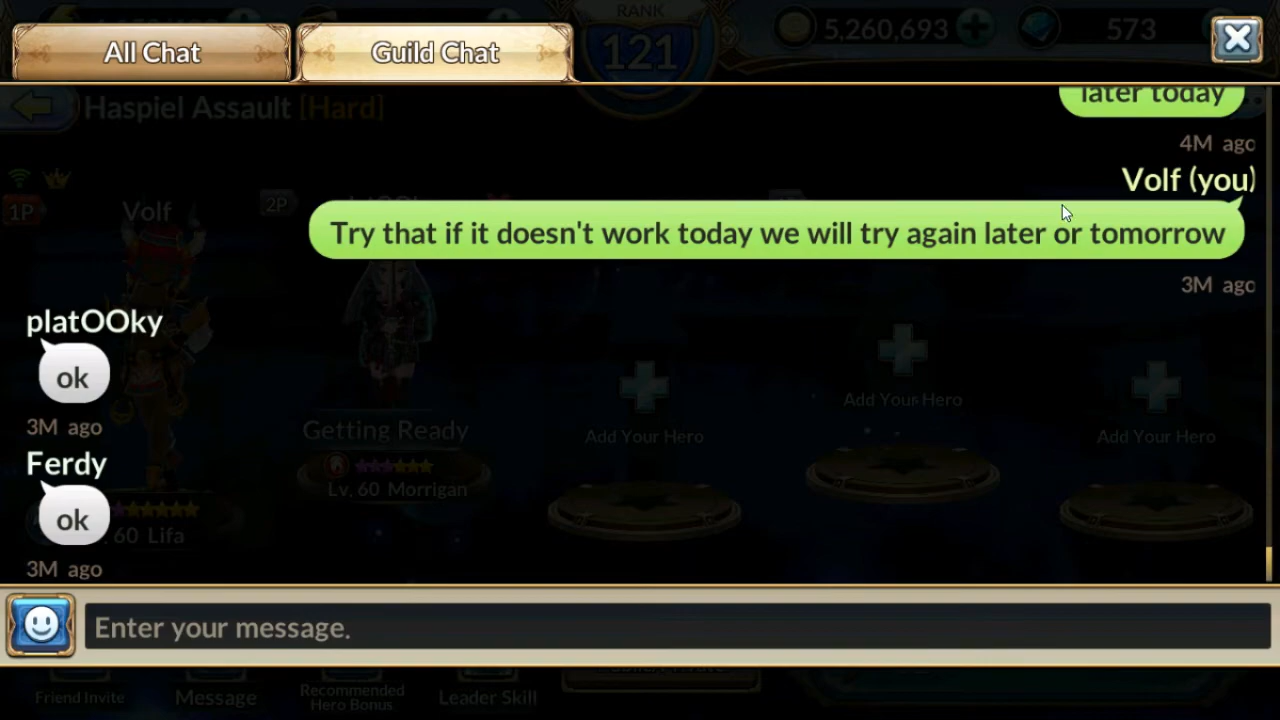 RANK
All Chat
Guild Chat
121
5,260,693
573
Haspiel Assault [Hard]
later today
4M ago
Volf (you)
1P
Volf
2P
Try that if it doesn't work today we will try again later or tomorrow
3M ago
platOOky
ok
3M ago
Getting Ready
Lv. 60 Morrigan
Add Your Hero
Add Your Hero
Add Your Hero
Ferdy
ok
60 Lifa
3M ago
Enter your message.
Friend Invite
Message
Recommended
Hero Bonus
Leader Skill